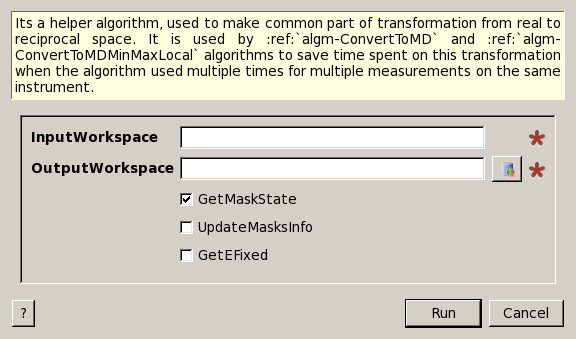 Its a helper algorithm, used to make common part of transformation from real to
reciprocal space. It is used by :ref:`algm-ConvertToMD` and :ref:`algm-
ConvertToMDMinMaxLocal` algorithms to save time spent on this transformation
when the algorithm used multiple times for multiple measurements on the same
instrument.
InputWorkspace
OutputWorkspace
GetMaskState
UpdateMasksInfo
GetEFixed
? Run Cancel